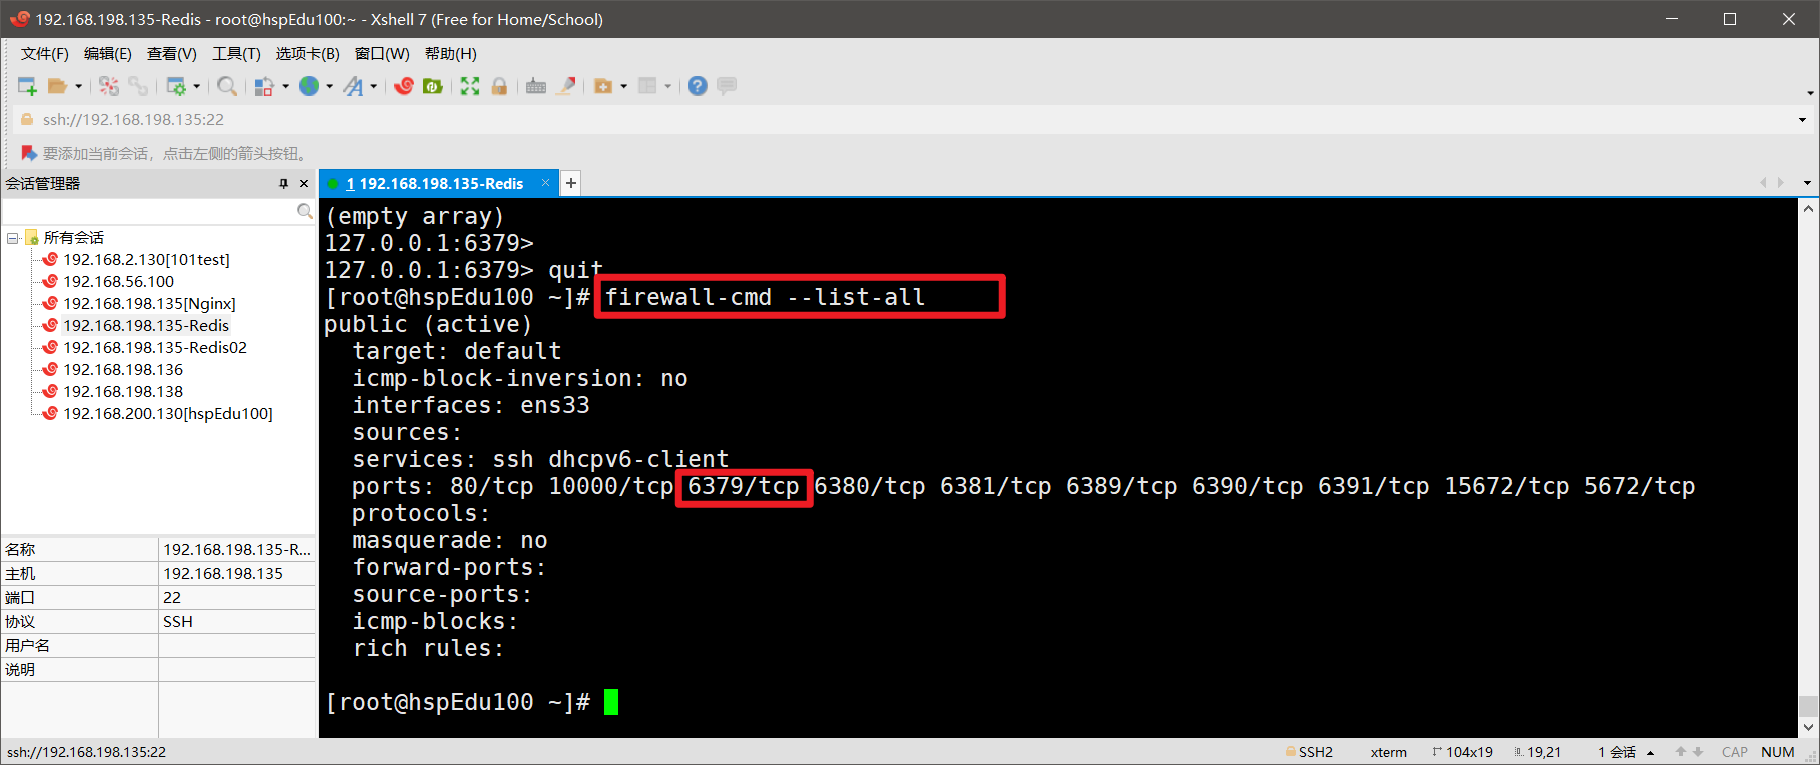 192.168.198.135-Redis - root@hspEdu100:~ - Xshell 7 (Free for Home/School)
文件(F) 编辑(E) 查看(V) 工具(T) 选项卡(B) 窗口(W) 帮助(H)
ssh://192.168.198.135:22
要添加当前会话，点击左侧的箭头按钮。
会话管理器
所有会话
192.168.2.130[101test]
192.168.56.100
192.168.198.135[Nginx]
192.168.198.135-Redis
192.168.198.135-Redis02
192.168.198.136
192.168.198.138
192.168.200.130[hspEdu100]
名称 192.168.198.135-R...
主机 192.168.198.135
端口 22
协议 SSH
用户名
说明
1 192.168.198.135-Redis
(empty array)
127.0.0.1:6379>
127.0.0.1:6379> quit
[root@hspEdu100 ~]# firewall-cmd --list-all
public (active)
target: default
icmp-block-inversion: no
interfaces: ens33
sources:
services: ssh dhcpv6-client
ports: 80/tcp 10000/tcp 6379/tcp 6380/tcp 6381/tcp 6389/tcp 6390/tcp 6391/tcp 15672/tcp 5672/tcp
protocols:
masquerade: no
forward-ports:
source-ports:
icmp-blocks:
rich rules:
[root@hspEdu100 ~]#
ssh://192.168.198.135:22 SSH2 xterm 104x19 19,21 1 会话 CAP NUM